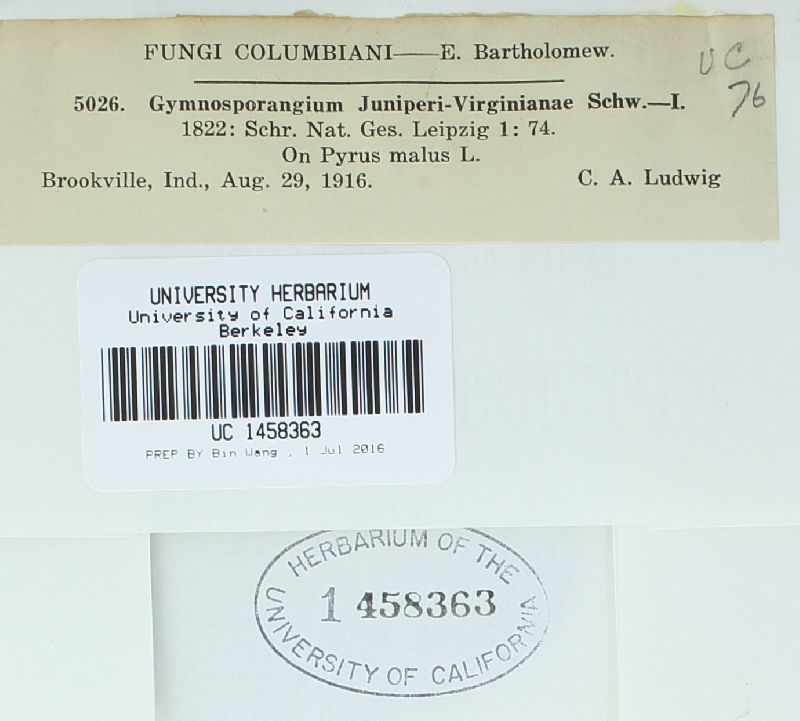 FUNGI COLUMBIANI——E. Bartholomew.
UC
76
5026. Gymnosporangium Juniperi-Virginianae Schw.—I.
1822: Schr. Nat. Ges. Leipzig 1: 74.
On Pyrus malus L.
Brookville, Ind., Aug. 29, 1916. C. A. Ludwig
UNIVERSITY HERBARIUM
University of California
Berkeley
UC 1458363
PREP BY Bin Wang , 1 Jul 2016
HERBARIUM OF THE
1 458363
UNIVERSITY OF CALIFORNIA